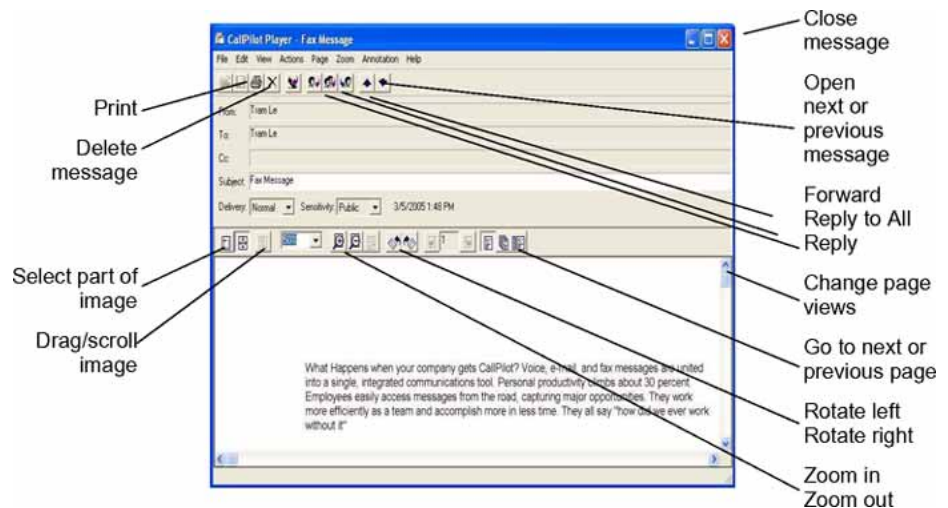 CallPilot Player - Fax Message
File Edit View Actions Page Zoom Annotation Help
From: Tram Le
To: Tram Le
Cc:
Subject: Fax Message
Delivery: Normal Sensitivity: Public 3/5/2005 1:48 PM
1
What Happens when your company gets CallPilot? Voice, e-mail, and fax messages are united
into a single, integrated communications tool. Personal productivity climbs about 30 percent
Employees easily access messages from the road, capturing major opportunities. They work
more efficiently as a team and accomplish more in less time. They all say "how did we ever work
without it"
Print
Delete
message
Select part of
image
Drag/scroll
image
Close
message
Open
next or
previous
message
Forward
Reply to All
Reply
Change page
views
Go to next or
previous page
Rotate left
Rotate right
Zoom in
Zoom out